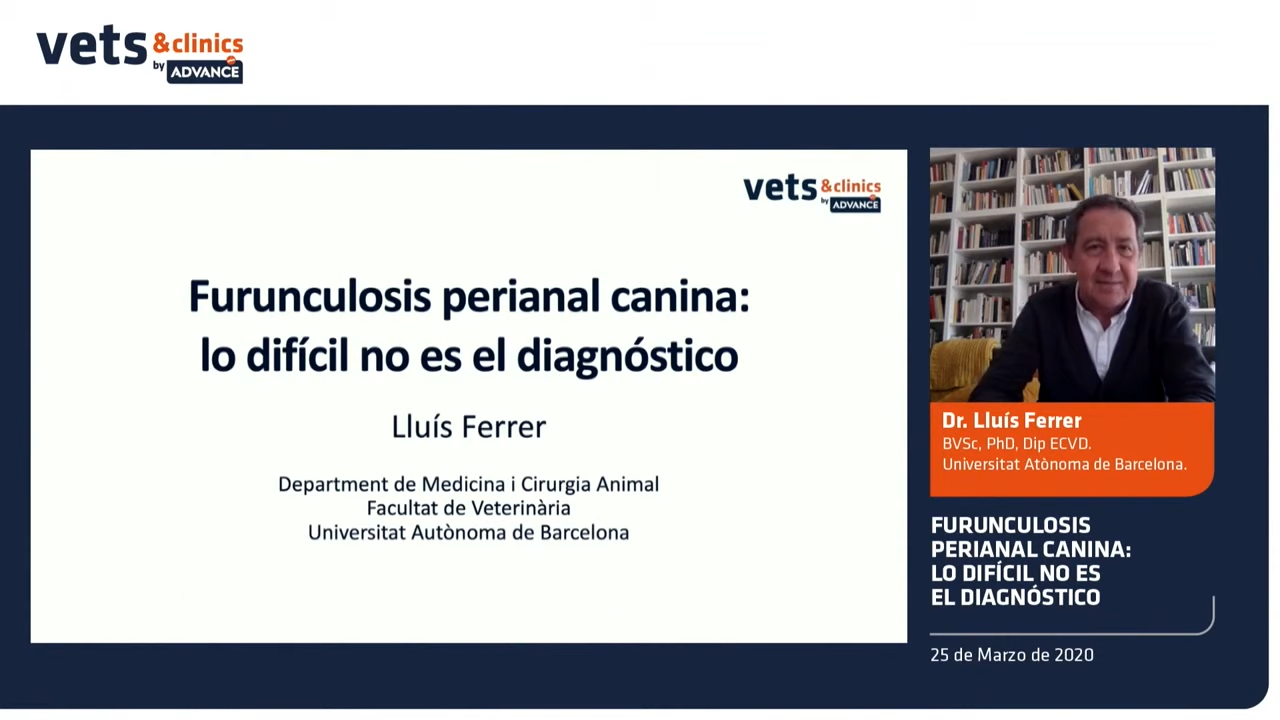 vets &clinics
by ADVANCE
vets &clinics
by ADVANCE
Furunculosis perianal canina:
lo difícil no es el diagnóstico
Lluís Ferrer
Department de Medicina i Cirurgia Animal
Facultat de Veterinària
Universitat Autònoma de Barcelona
Dr. Lluís Ferrer
BVSc, PhD, Dip ECVD.
Universitat Atònoma de Barcelona.
FURUNCULOSIS
PERIANAL CANINA:
LO DIFÍCIL NO ES
EL DIAGNÓSTICO
25 de Marzo de 2020